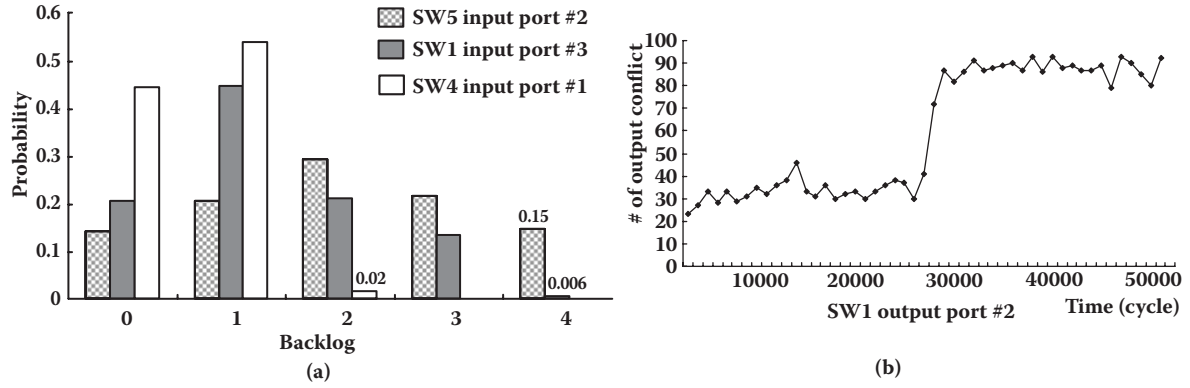 0.6
0.5
0.4
0.3
0.2
0.1
0
Probability
SW5 input port #2
SW1 input port #3
SW4 input port #1
0.02
0.15
0.006
0 1 2 3 4
Backlog
(a)
100
90
80
70
60
50
40
30
20
10
0
# of output conflict
10000 20000 30000 40000 50000
SW1 output port #2
Time (cycle)
(b)